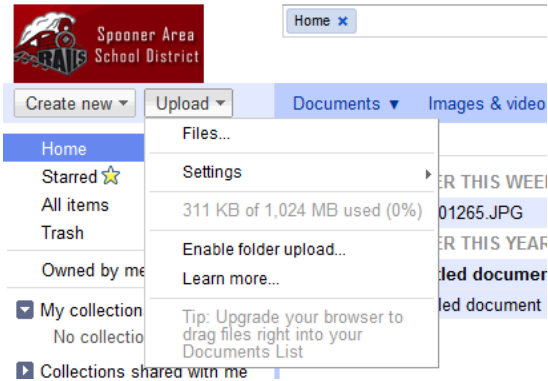 RAILS
Spooner Area
School District
Home ×
Create new
Upload
Documents
Images & video
Home
Starred
All items
Trash
Owned by me
My collection
No collectio
Collections shared with me
Files...
Settings
311 KB of 1,024 MB used (0%)
Enable folder upload...
Learn more...
Tip: Upgrade your browser to
drag files right into your
Documents List
ER THIS WEE
01265.JPG
ER THIS YEAR
tled documen
led document